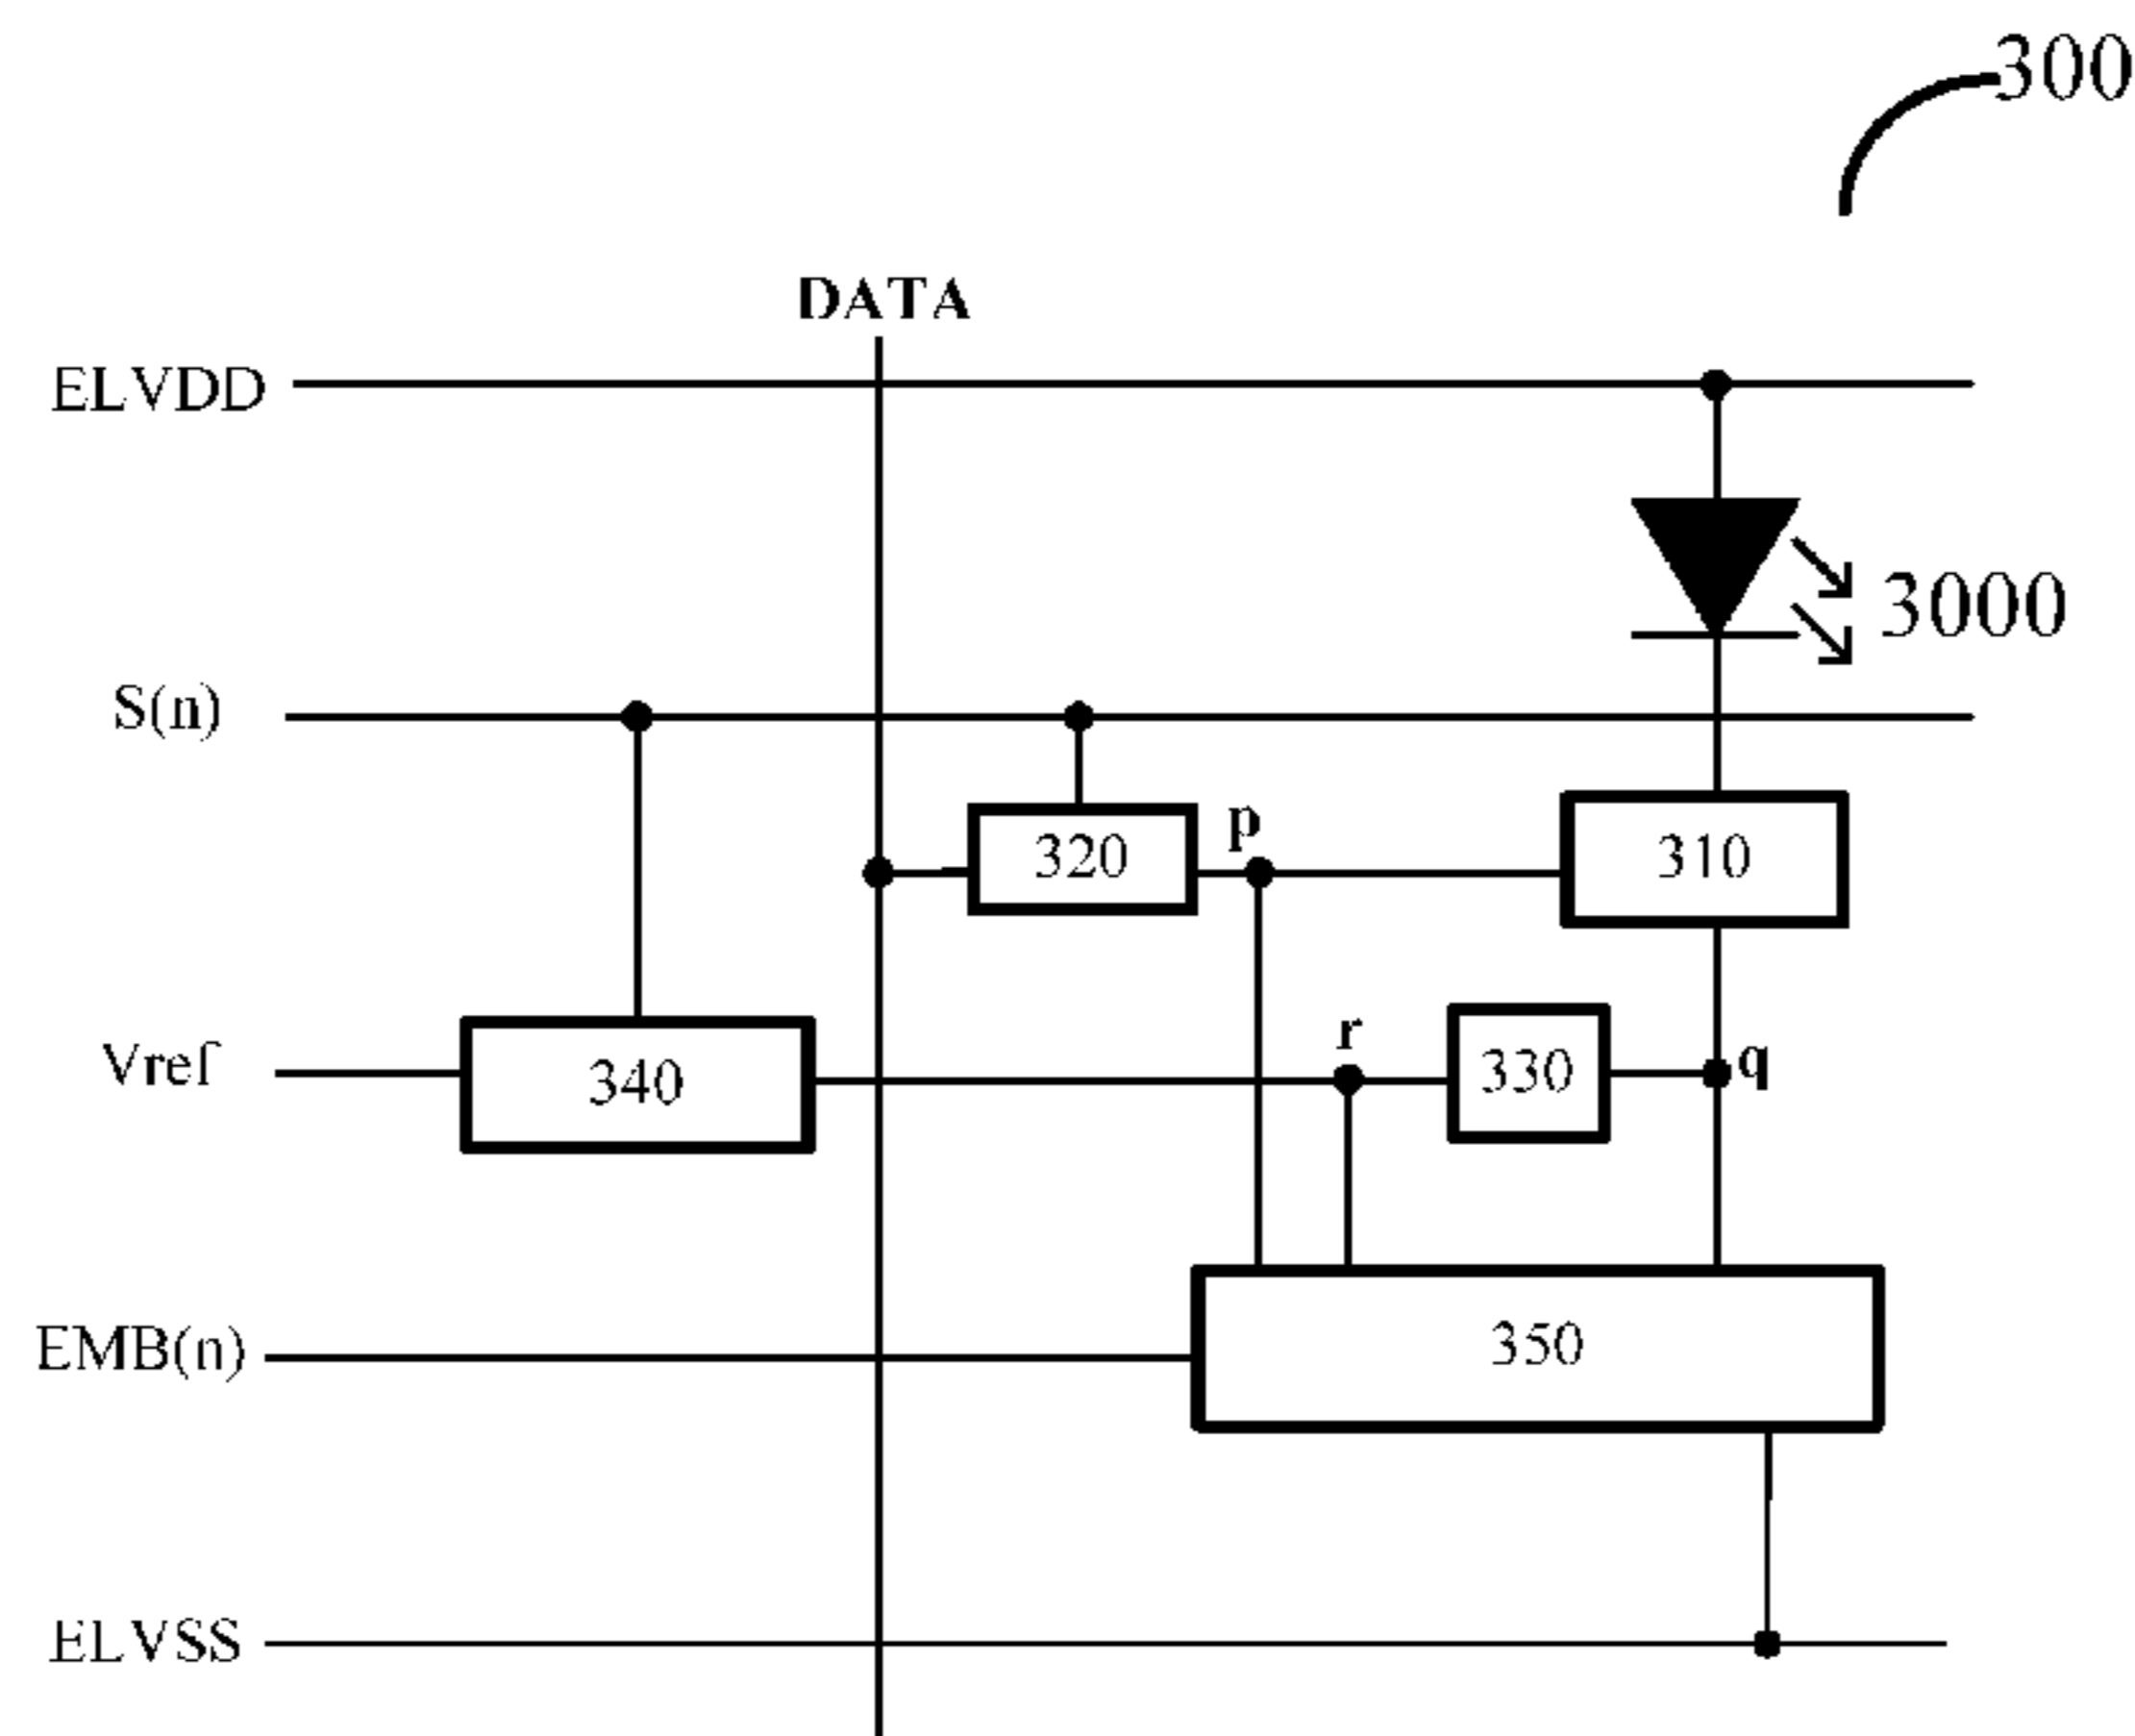 300
DATA
ELVDD
3000
S(n)
p
320
310
r
Vref
340
330
q
EMB(n)
350
ELVSS